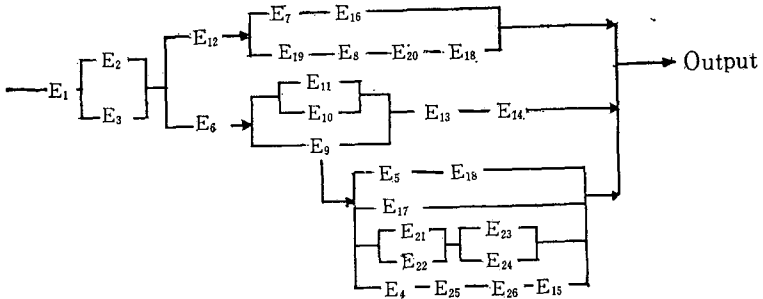 E₇ E₁₆
E₁₂
E₂ E₁₉ E₈ E₂₀ E₁₈
Output
E₁ E₁₁
E₃ E₁₀ E₁₃ E₁₄
E₆
E₉
E₅ E₁₈
E₁₇
E₂₁ E₂₃
E₂₂ E₂₄
E₄ E₂₅ E₂₆ E₁₅